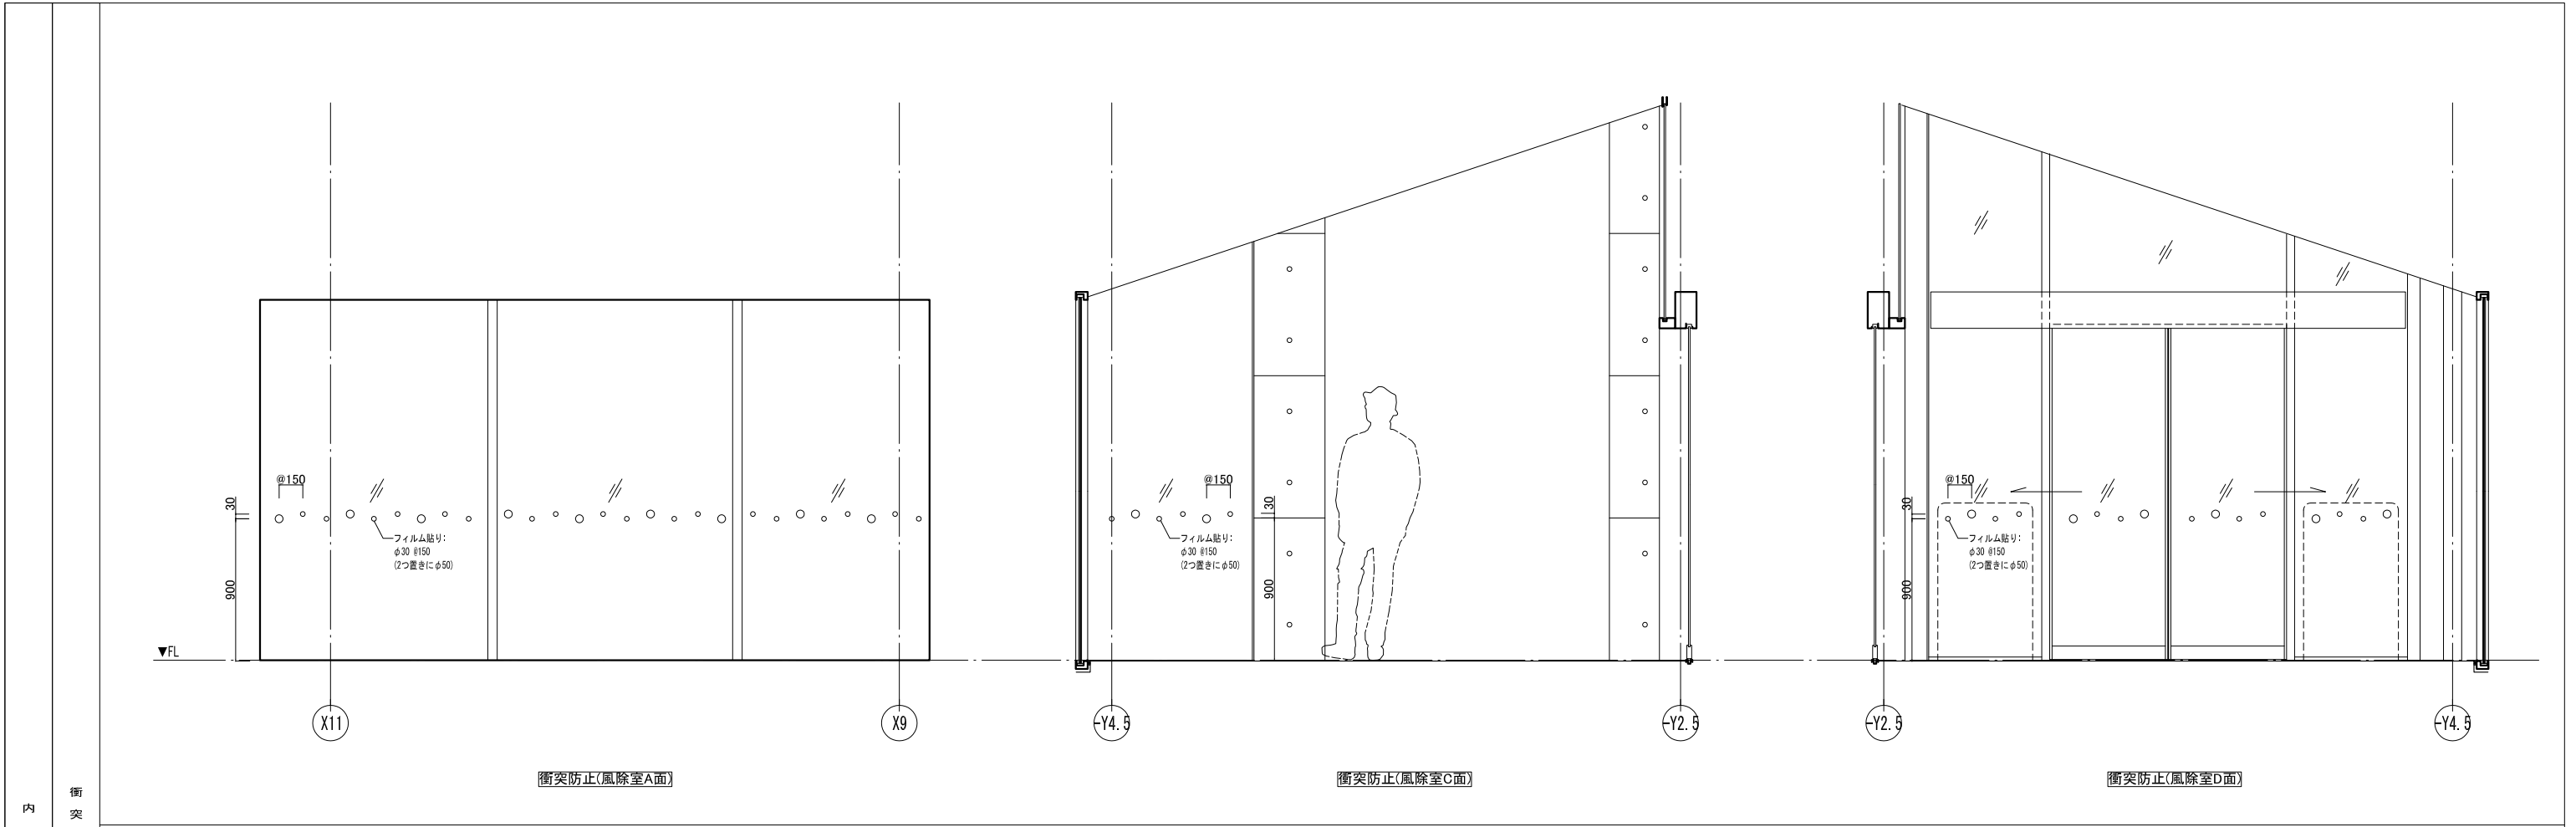 @150
30
900
フィルム貼り:
φ30 @150
(2つ置きにφ50)
▼FL
X11
X9
衝突防止(風除室A面)
@150
30
900
フィルム貼り:
φ30 @150
(2つ置きにφ50)
-Y4.5
-Y2.5
衝突防止(風除室C面)
@150
30
900
フィルム貼り:
φ30 @150
(2つ置きにφ50)
-Y2.5
-Y4.5
衝突防止(風除室D面)
内
衝
突